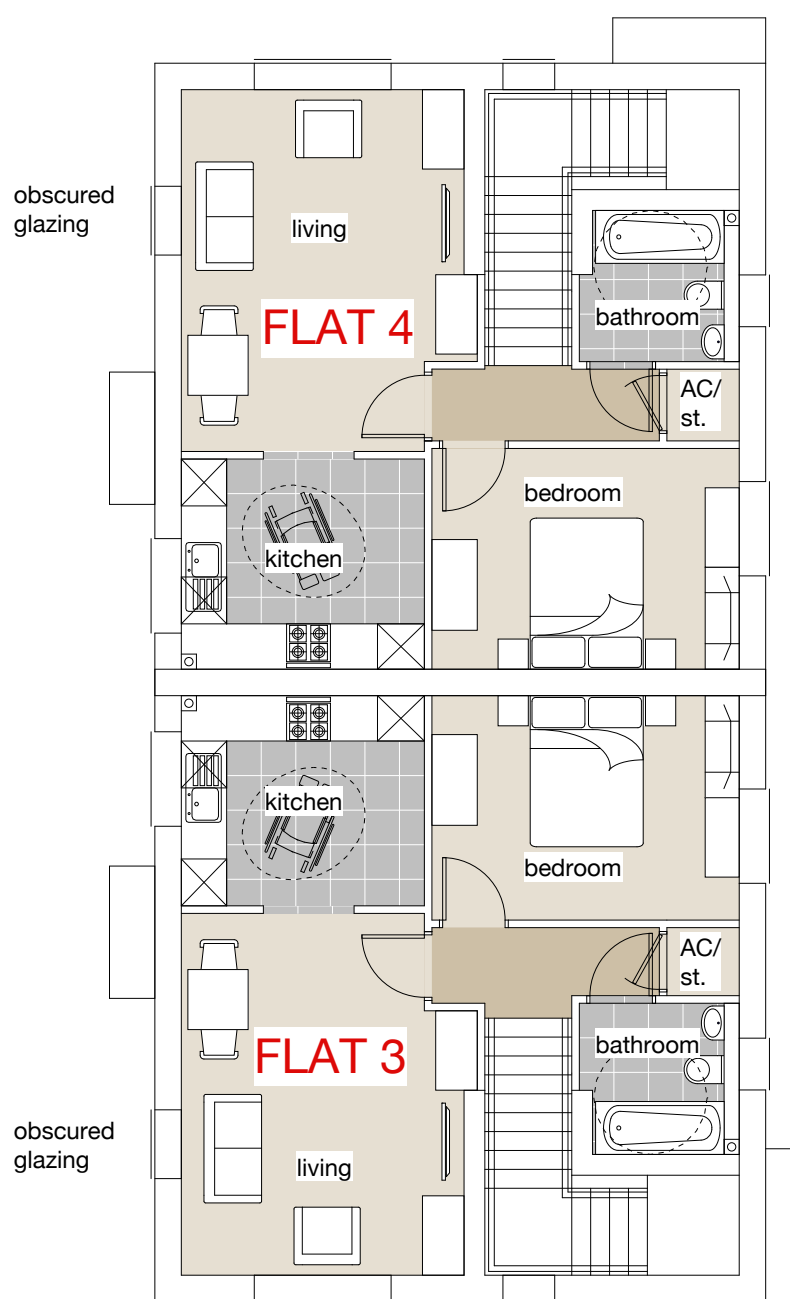 obscured
glazing
living
FLAT 4
bathroom
AC/
st.
bedroom
kitchen
kitchen
bedroom
AC/
st.
bathroom
FLAT 3
obscured
glazing
living